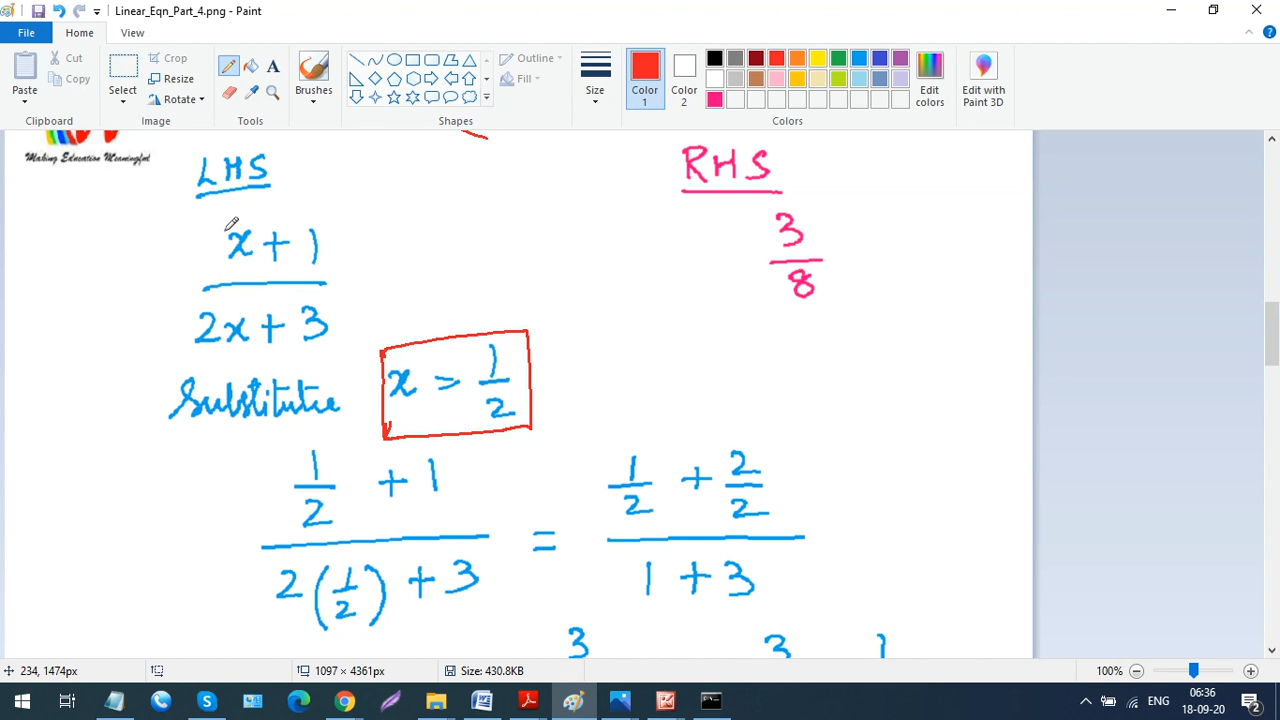 Linear_Eqn_Part_4.png - Paint
File Home View
Paste Cut Copy Clipboard
Select Crop Resize Rotate Image
A Tools
Brushes
Outline Fill Shapes
Size
Color 1 Color 2 Edit colors Colors
Edit with Paint 3D
Making Education Meaningful
LHS
RHS
x + 1
2x + 3
3
8
Substitute x = 1/2
1/2 + 1
2(1/2) + 3
=
1/2 + 2/2
1 + 3
3 3 1
234, 1474px 1097 × 4361px Size: 430.8KB 100%
ENG 06:36 18-09-20 2